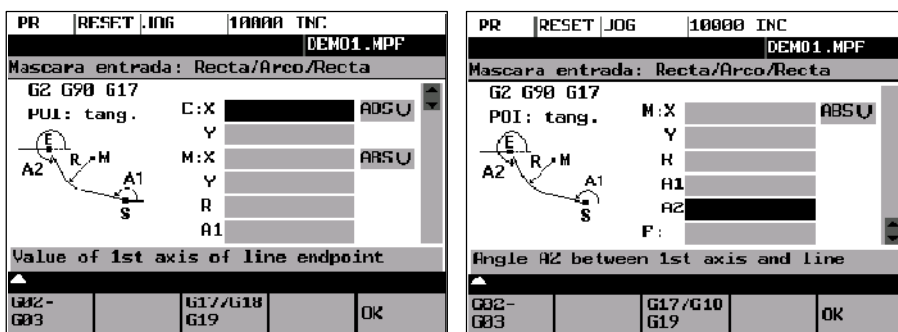 PR RESET JOG 10000 INC
DEMO1.MPF
Mascara entrada: Recta/Arco/Recta
G2 G90 G17
POI: tang.
C:X ABS
Y
M:X ABS
Y
R
A1
E
R M
A2 A1
S
Value of 1st axis of line endpoint
G02-
G03
G17/G18
G19
OK
PR RESET JOG 10000 INC
DEMO1.MPF
Mascara entrada: Recta/Arco/Recta
G2 G90 G17
POI: tang.
M:X ABS
Y
R
A1
A2
F:
E
R M
A2 A1
S
Angle A2 between 1st axis and line
G02-
G03
G17/G18
G19
OK